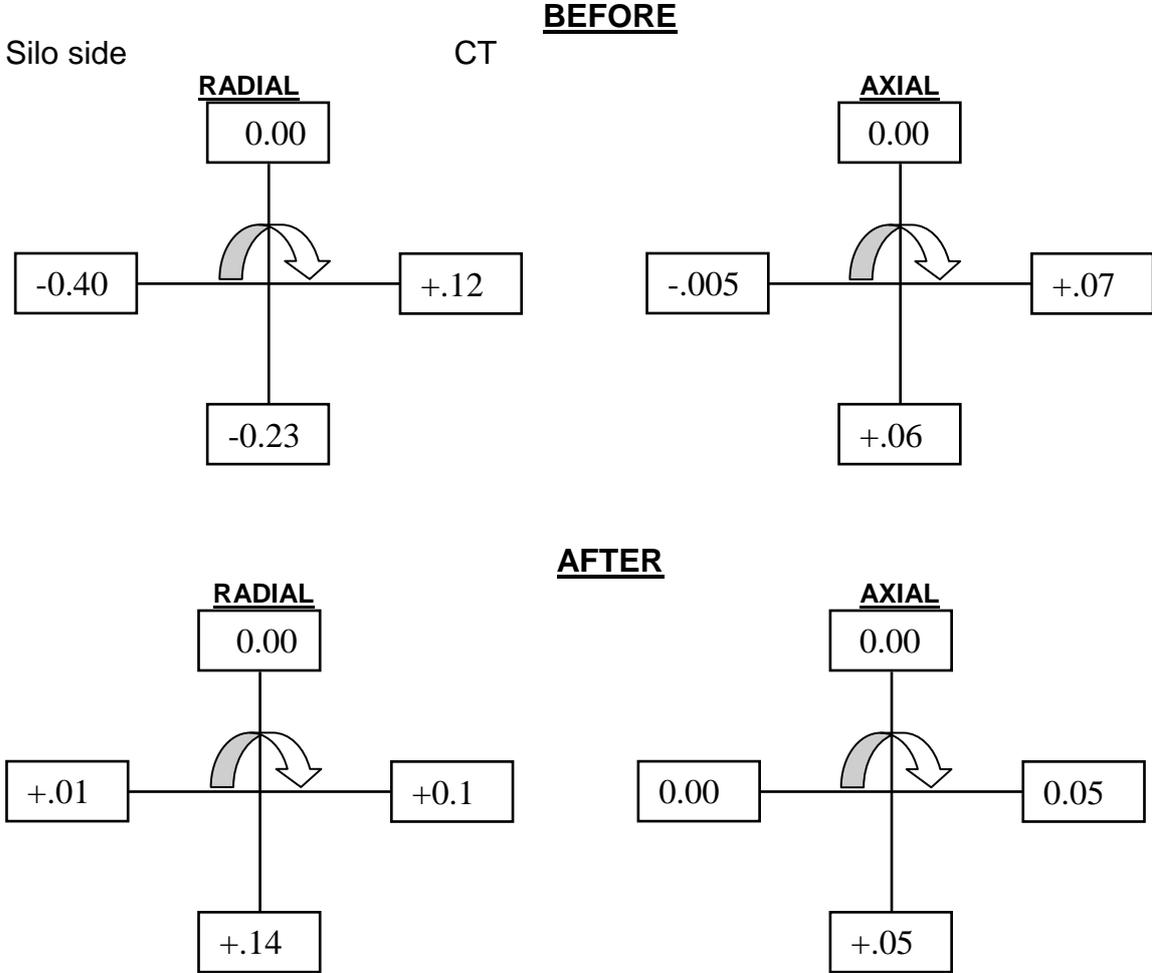 BEFORE
Silo side CT
RADIAL AXIAL
0.00 0.00
-0.40 +.12 -.005 +.07
-0.23 +.06
AFTER
RADIAL AXIAL
0.00 0.00
+.01 +0.1 0.00 0.05
+.14 +.05